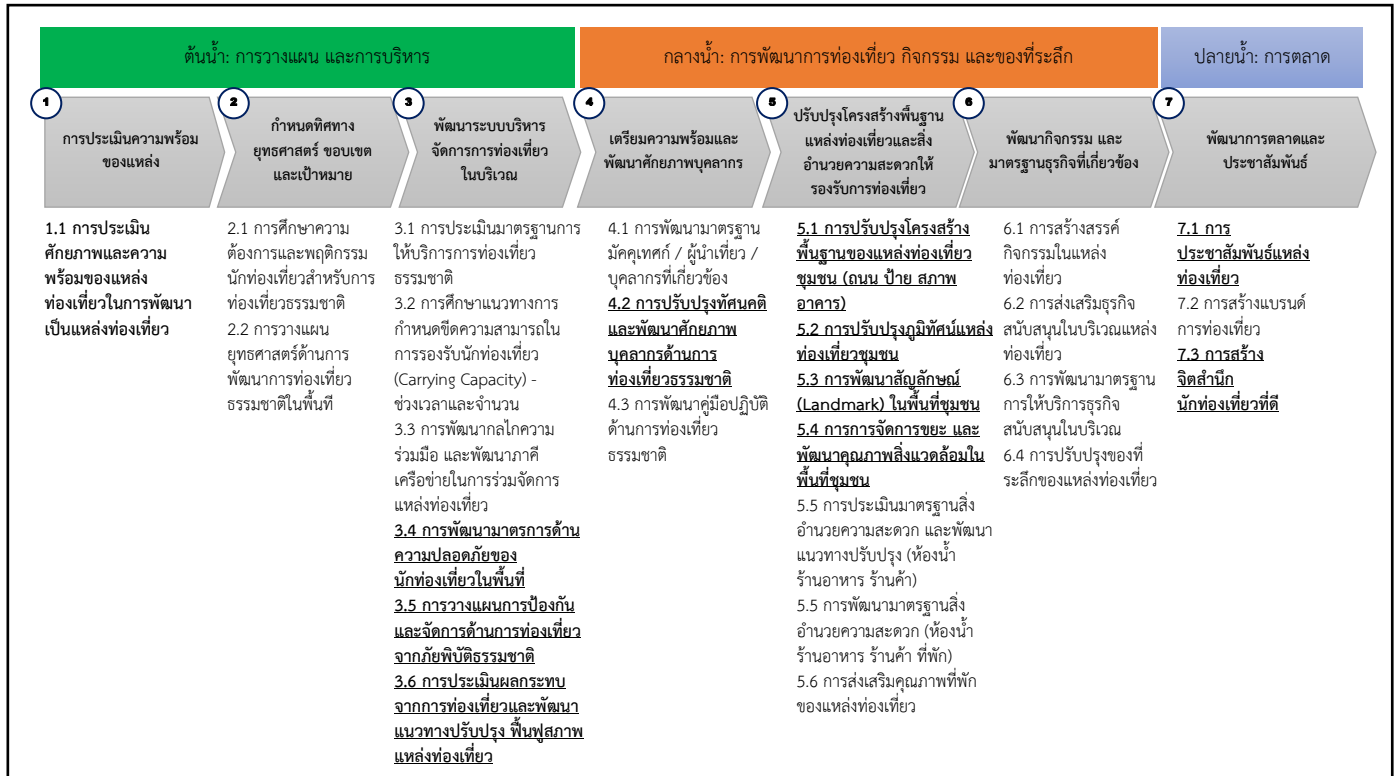 ต้นน้ำ: การวางแผน และการบริหาร
กลางน้ำ: การพัฒนาการท่องเที่ยว กิจกรรม และของที่ระลึก
ปลายน้ำ: การตลาด
1
การประเมินความพร้อม
ของแหล่ง
2
กำหนดทิศทาง
ยุทธศาสตร์ ขอบเขต
และเป้าหมาย
3
พัฒนาระบบบริหาร
จัดการการท่องเที่ยว
ในบริเวณ
4
เตรียมความพร้อมและ
พัฒนาศักยภาพบุคลากร
5
ปรับปรุงโครงสร้างพื้นฐาน
แหล่งท่องเที่ยวและสิ่ง
อำนวยความสะดวกให้
รองรับการท่องเที่ยว
6
พัฒนากิจกรรม และ
มาตรฐานธุรกิจที่เกี่ยวข้อง
7
พัฒนาการตลาดและ
ประชาสัมพันธ์
1.1 การประเมิน
ศักยภาพและความ
พร้อมของแหล่ง
ท่องเที่ยวในการพัฒนา
เป็นแหล่งท่องเที่ยว
2.1 การศึกษาความ
ต้องการและพฤติกรรม
นักท่องเที่ยวสำหรับการ
ท่องเที่ยวธรรมชาติ
2.2 การวางแผน
ยุทธศาสตร์ด้านการ
พัฒนาการท่องเที่ยว
ธรรมชาติในพื้นที่
3.1 การประเมินมาตรฐานการ
ให้บริการการท่องเที่ยว
ธรรมชาติ
3.2 การศึกษาแนวทางการ
กำหนดขีดความสามารถใน
การรองรับนักท่องเที่ยว
(Carrying Capacity) -
ช่วงเวลาและจำนวน
3.3 การพัฒนากลไกความ
ร่วมมือ และพัฒนาภาคี
เครือข่ายในการร่วมจัดการ
แหล่งท่องเที่ยว
3.4 การพัฒนามาตรการด้าน
ความปลอดภัยของ
นักท่องเที่ยวในพื้นที่
3.5 การวางแผนการป้องกัน
และจัดการด้านการท่องเที่ยว
จากภัยพิบัติธรรมชาติ
3.6 การประเมินผลกระทบ
จากการท่องเที่ยวและพัฒนา
แนวทางปรับปรุง ฟื้นฟูสภาพ
แหล่งท่องเที่ยว
4.1 การพัฒนามาตรฐาน
มัคคุเทศก์ / ผู้นำเที่ยว /
บุคลากรที่เกี่ยวข้อง
4.2 การปรับปรุงทัศนคติ
และพัฒนาศักยภาพ
บุคลากรด้านการ
ท่องเที่ยวธรรมชาติ
4.3 การพัฒนาคู่มือปฏิบัติ
ด้านการท่องเที่ยว
ธรรมชาติ
5.1 การปรับปรุงโครงสร้าง
พื้นฐานของแหล่งท่องเที่ยว
ชุมชน (ถนน ป้าย สภาพ
อาคาร)
5.2 การปรับปรุงภูมิทัศน์แหล่ง
ท่องเที่ยวชุมชน
5.3 การพัฒนาสัญลักษณ์
(Landmark) ในพื้นที่ชุมชน
5.4 การการจัดการขยะ และ
พัฒนาคุณภาพสิ่งแวดล้อมใน
พื้นที่ชุมชน
5.5 การประเมินมาตรฐานสิ่ง
อำนวยความสะดวก และพัฒนา
แนวทางปรับปรุง (ห้องน้ำ
ร้านอาหาร ร้านค้า)
5.5 การพัฒนามาตรฐานสิ่ง
อำนวยความสะดวก (ห้องน้ำ
ร้านอาหาร ร้านค้า ที่พัก)
5.6 การส่งเสริมคุณภาพที่พัก
ของแหล่งท่องเที่ยว
6.1 การสร้างสรรค์
กิจกรรมในแหล่ง
ท่องเที่ยว
6.2 การส่งเสริมธุรกิจ
สนับสนุนในบริเวณแหล่ง
ท่องเที่ยว
6.3 การพัฒนามาตรฐาน
การให้บริการธุรกิจ
สนับสนุนในบริเวณ
6.4 การปรับปรุงของที่
ระลึกของแหล่งท่องเที่ยว
7.1 การ
ประชาสัมพันธ์แหล่ง
ท่องเที่ยว
7.2 การสร้างแบรนด์
การท่องเที่ยว
7.3 การสร้าง
จิตสำนึก
นักท่องเที่ยวที่ดี